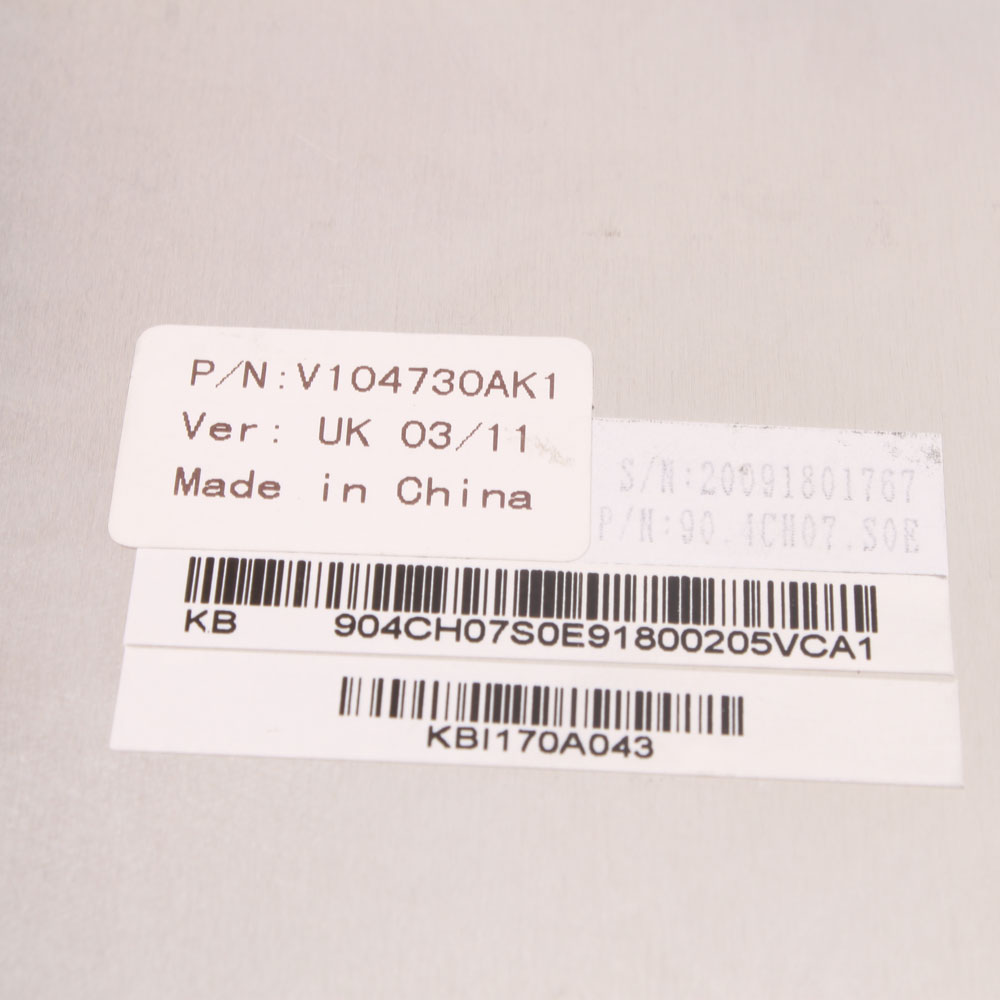 P/N:V104730AK1
Ver: UK 03/11
Made in China
S/N:20091801767
P/N:90.4CH07.S0E
KB 904CH07S0E91800205VCA1
KBI170A043